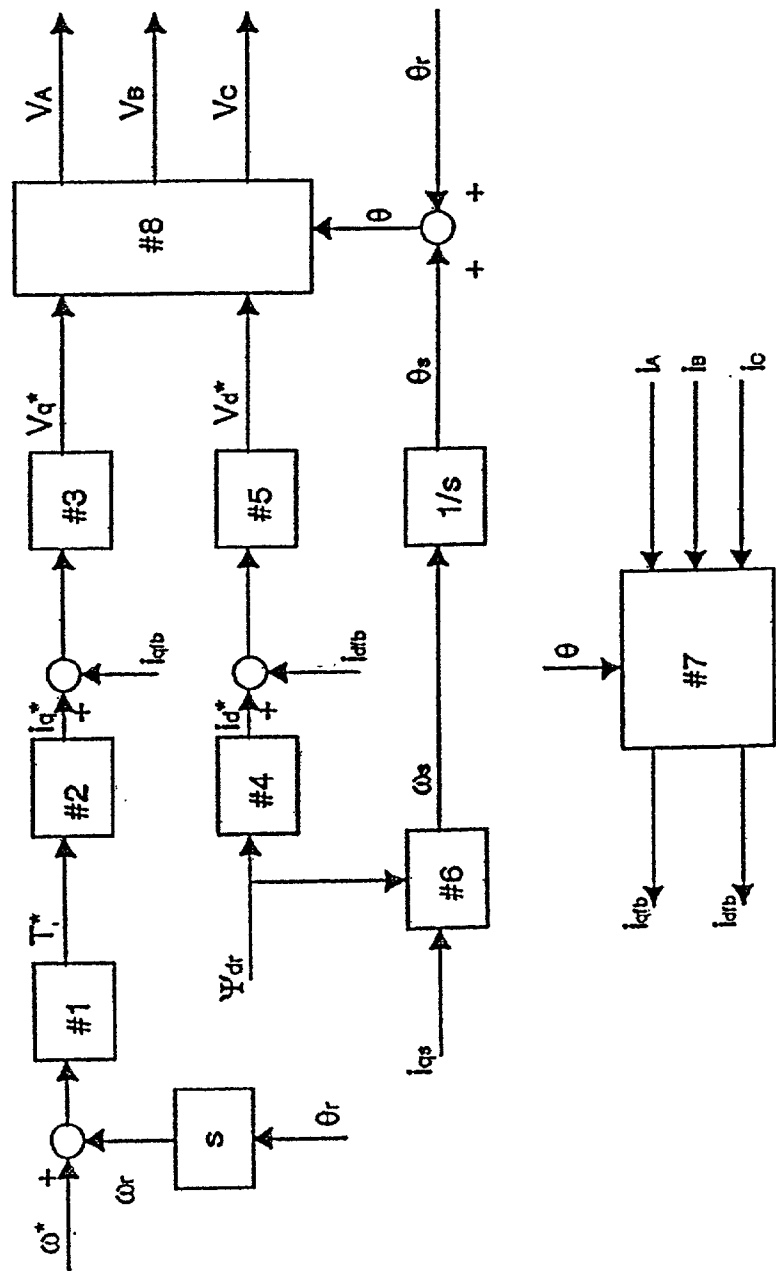 ω* + #1 T* #2 iq* + #3 Vq* #8 VA
ωr iqfb VB
s VC
θr
Ψdr #4 id* + #5 Vd* θ
idfb
iqs #6 ωs 1/s θs + + θr
θ
iqfb #7 iA
iB
idfb iC